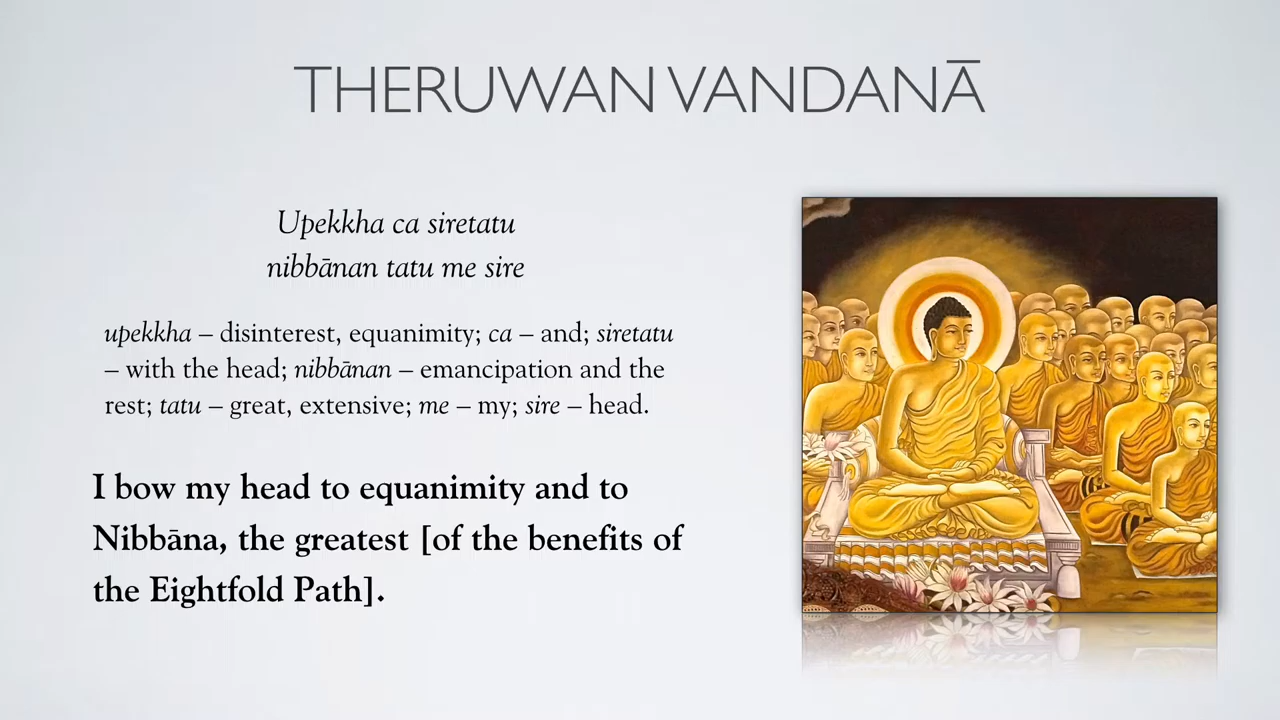 THERUWAN VANDANĀ
Upekkha ca siretatu
nibbānan tatu me sire
upekkha – disinterest, equanimity; ca – and; siretatu
– with the head; nibbānan – emancipation and the
rest; tatu – great, extensive; me – my; sire – head.
I bow my head to equanimity and to
Nibbāna, the greatest [of the benefits of
the Eightfold Path].